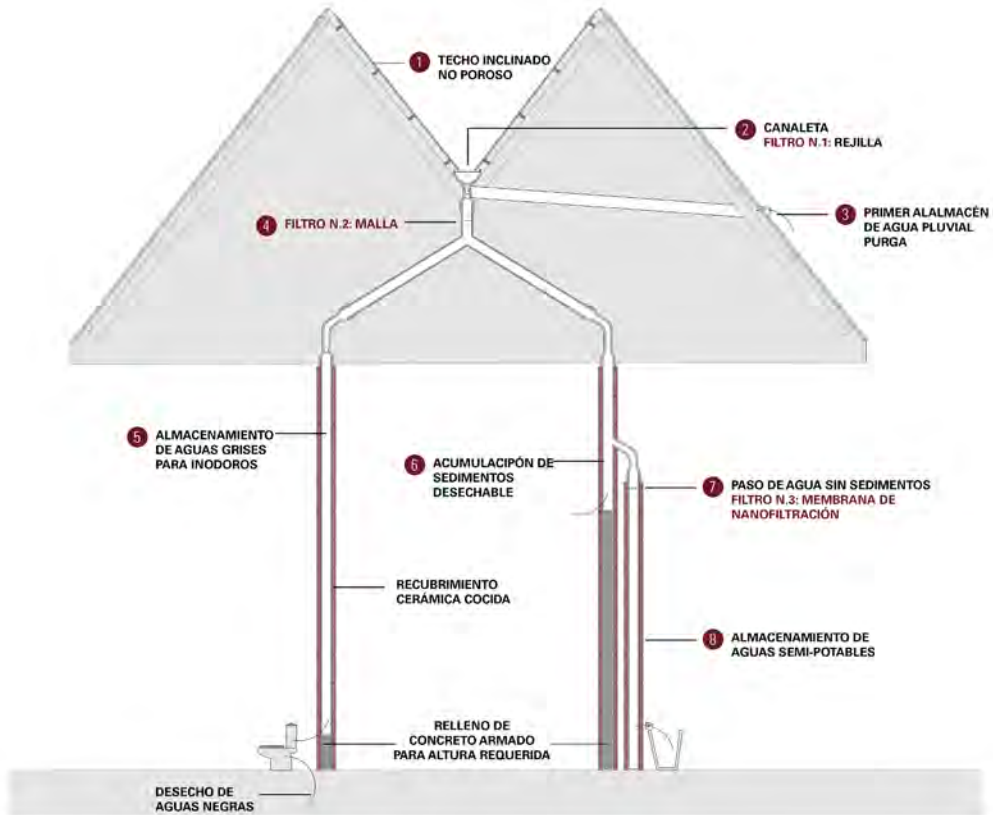 1 TECHO INCLINADO
NO POROSO
2 CANALETA
FILTRO N.1: REJILLA
3 PRIMER ALALMACÉN
DE AGUA PLUVIAL
PURGA
4 FILTRO N.2: MALLA
5 ALMACENAMIENTO
DE AGUAS GRISES
PARA INODOROS
6 ACUMULACIPÓN DE
SEDIMENTOS
DESECHABLE
7 PASO DE AGUA SIN SEDIMENTOS
FILTRO N.3: MEMBRANA DE
NANOFILTRACIÓN
RECUBRIMIENTO
CERÁMICA COCIDA
8 ALMACENAMIENTO DE
AGUAS SEMI-POTABLES
RELLENO DE
CONCRETO ARMADO
PARA ALTURA REQUERIDA
DESECHO DE
AGUAS NEGRAS